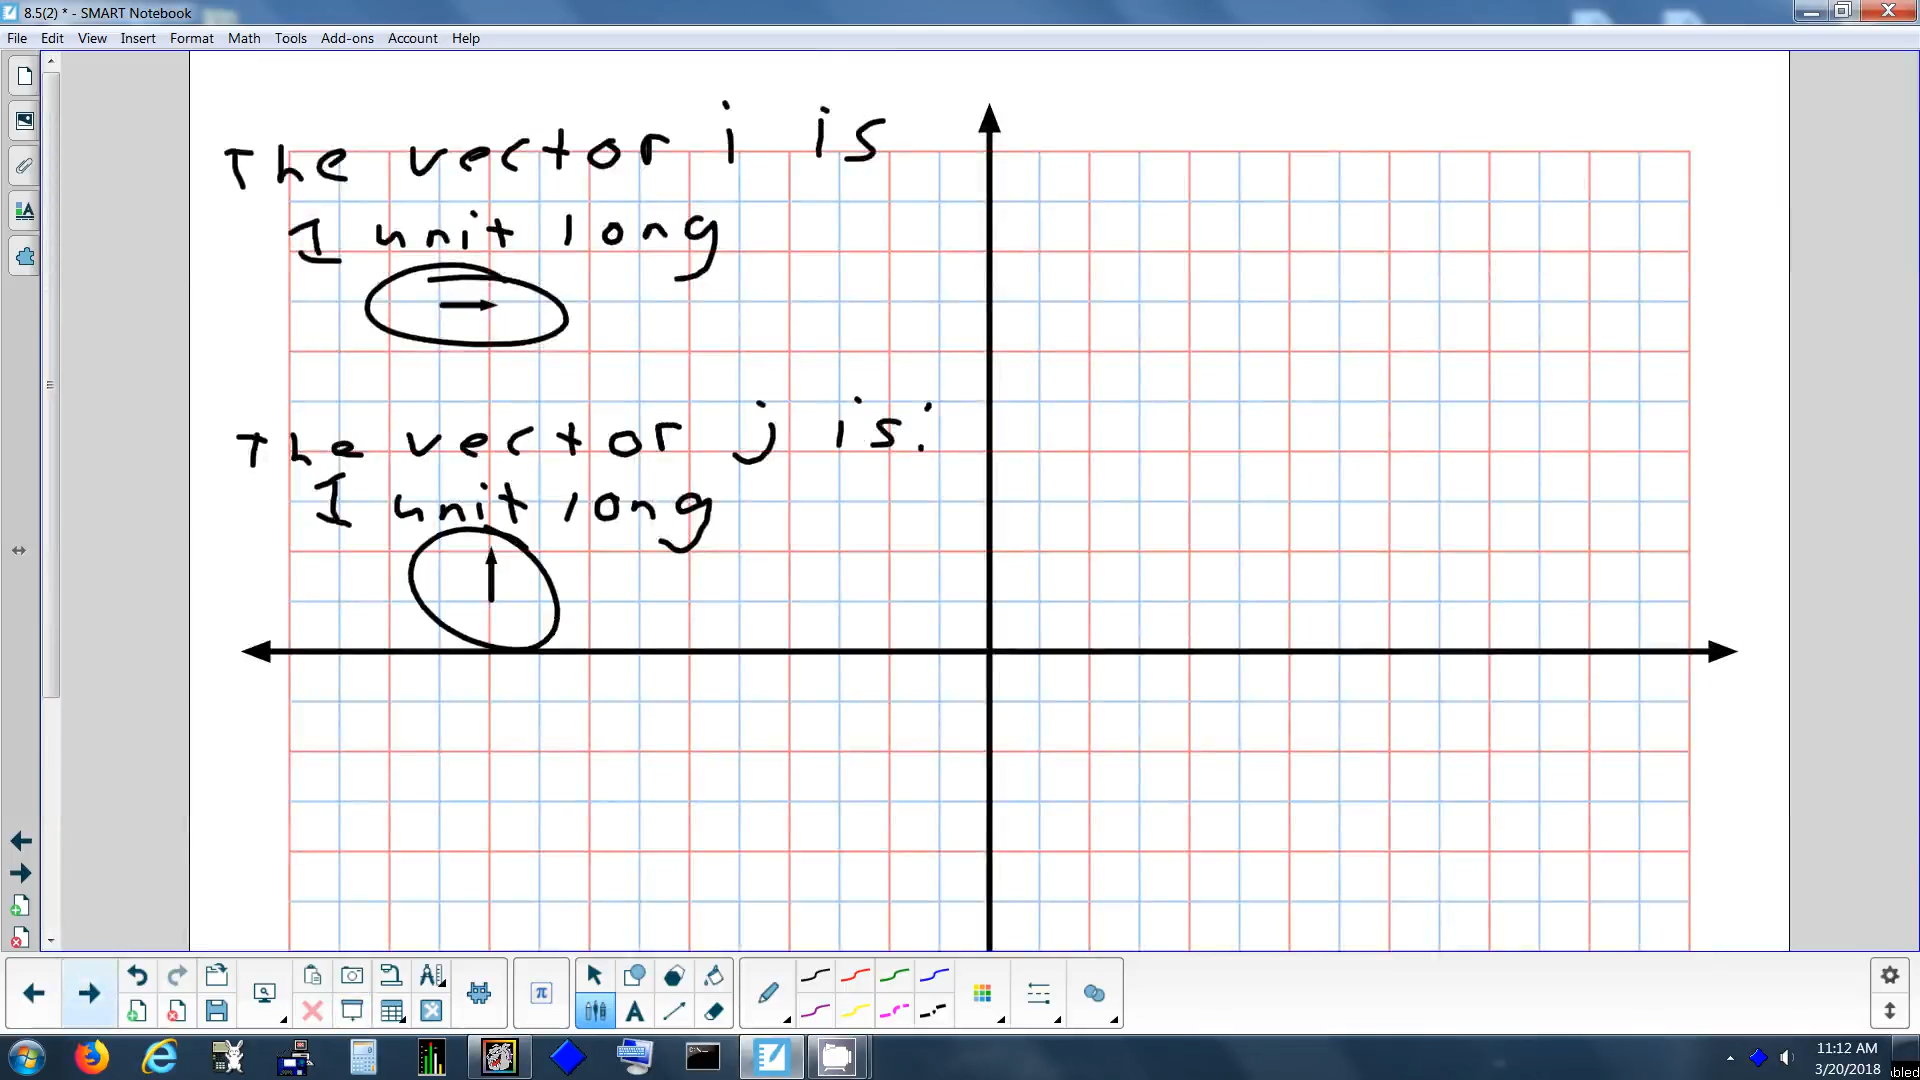 8.5(2) * - SMART Notebook
File Edit View Insert Format Math Tools Add-ons Account Help
The vector i is
1 unit long
The vector j is:
1 unit long
π
A
11:12 AM
3/20/2018
bled